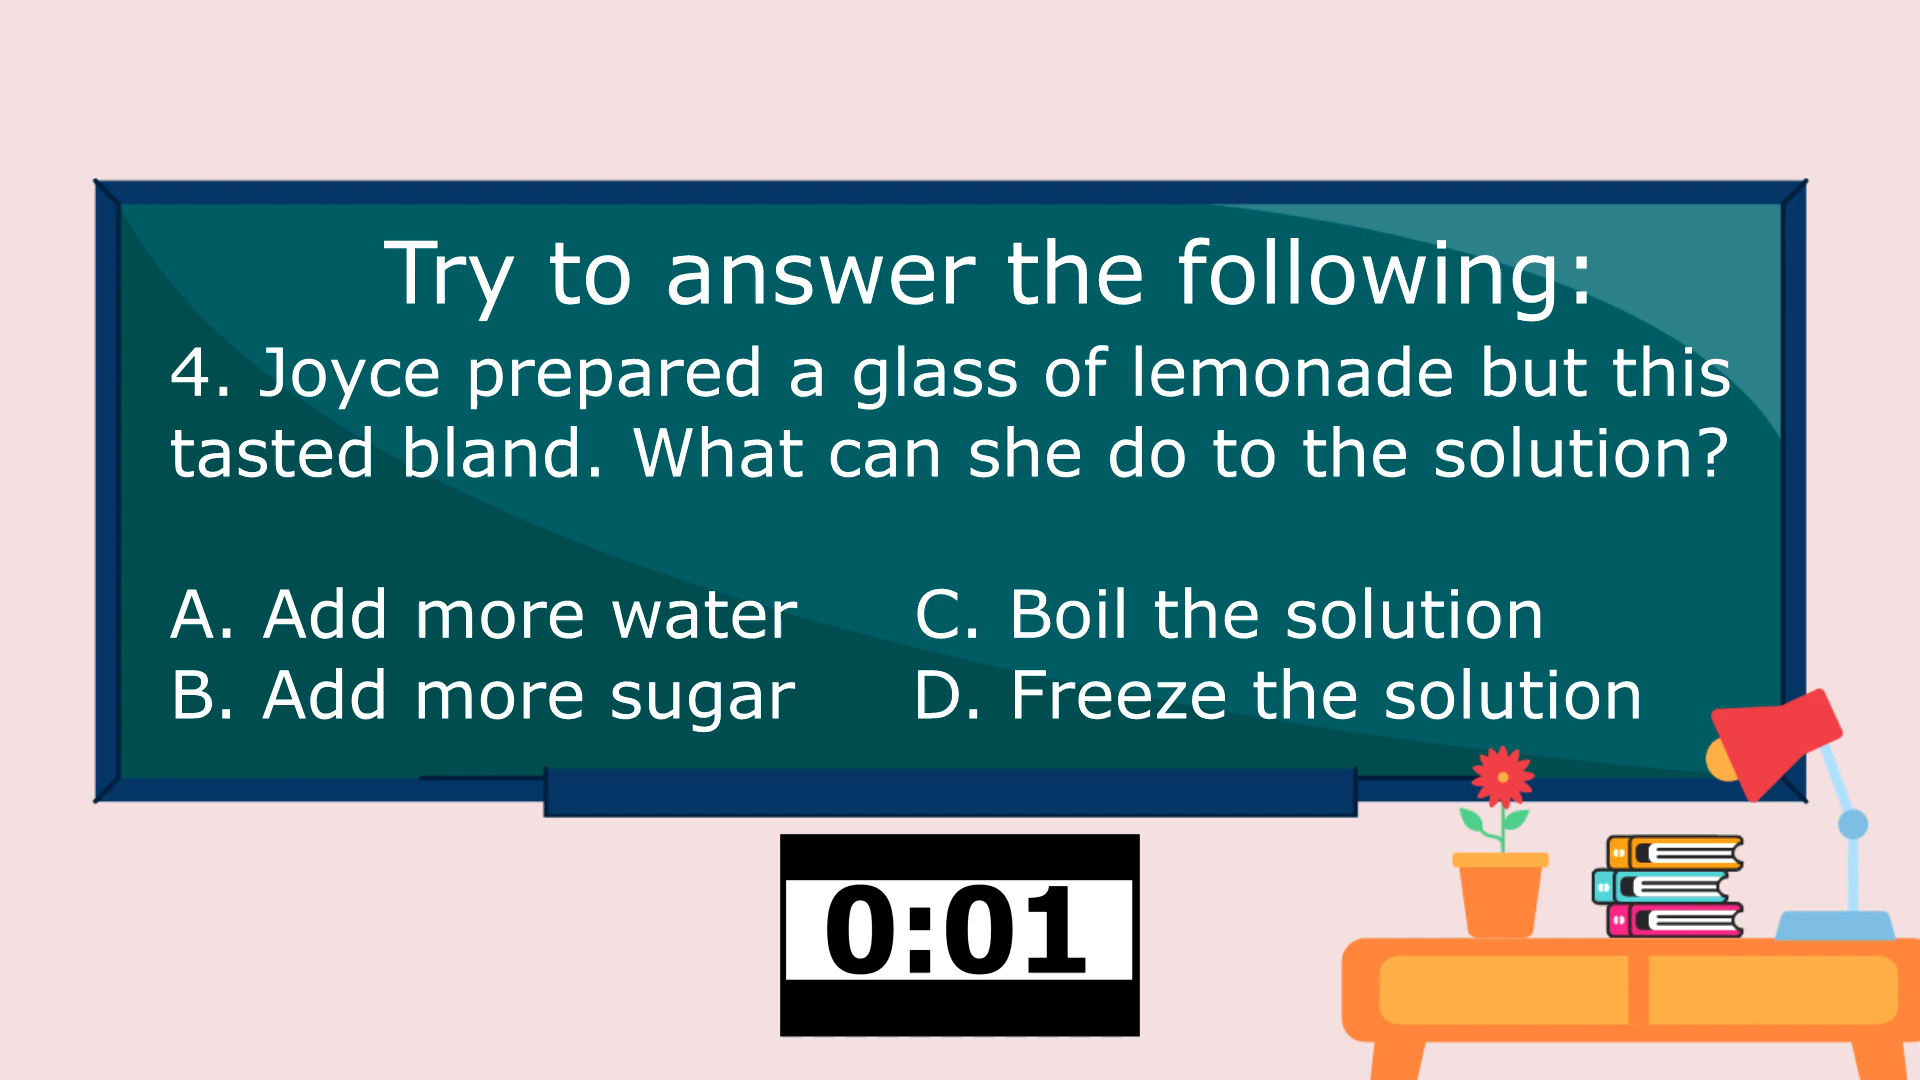 Try to answer the following:
4. Joyce prepared a glass of lemonade but this
tasted bland. What can she do to the solution?
A. Add more water C. Boil the solution
B. Add more sugar D. Freeze the solution
0:01